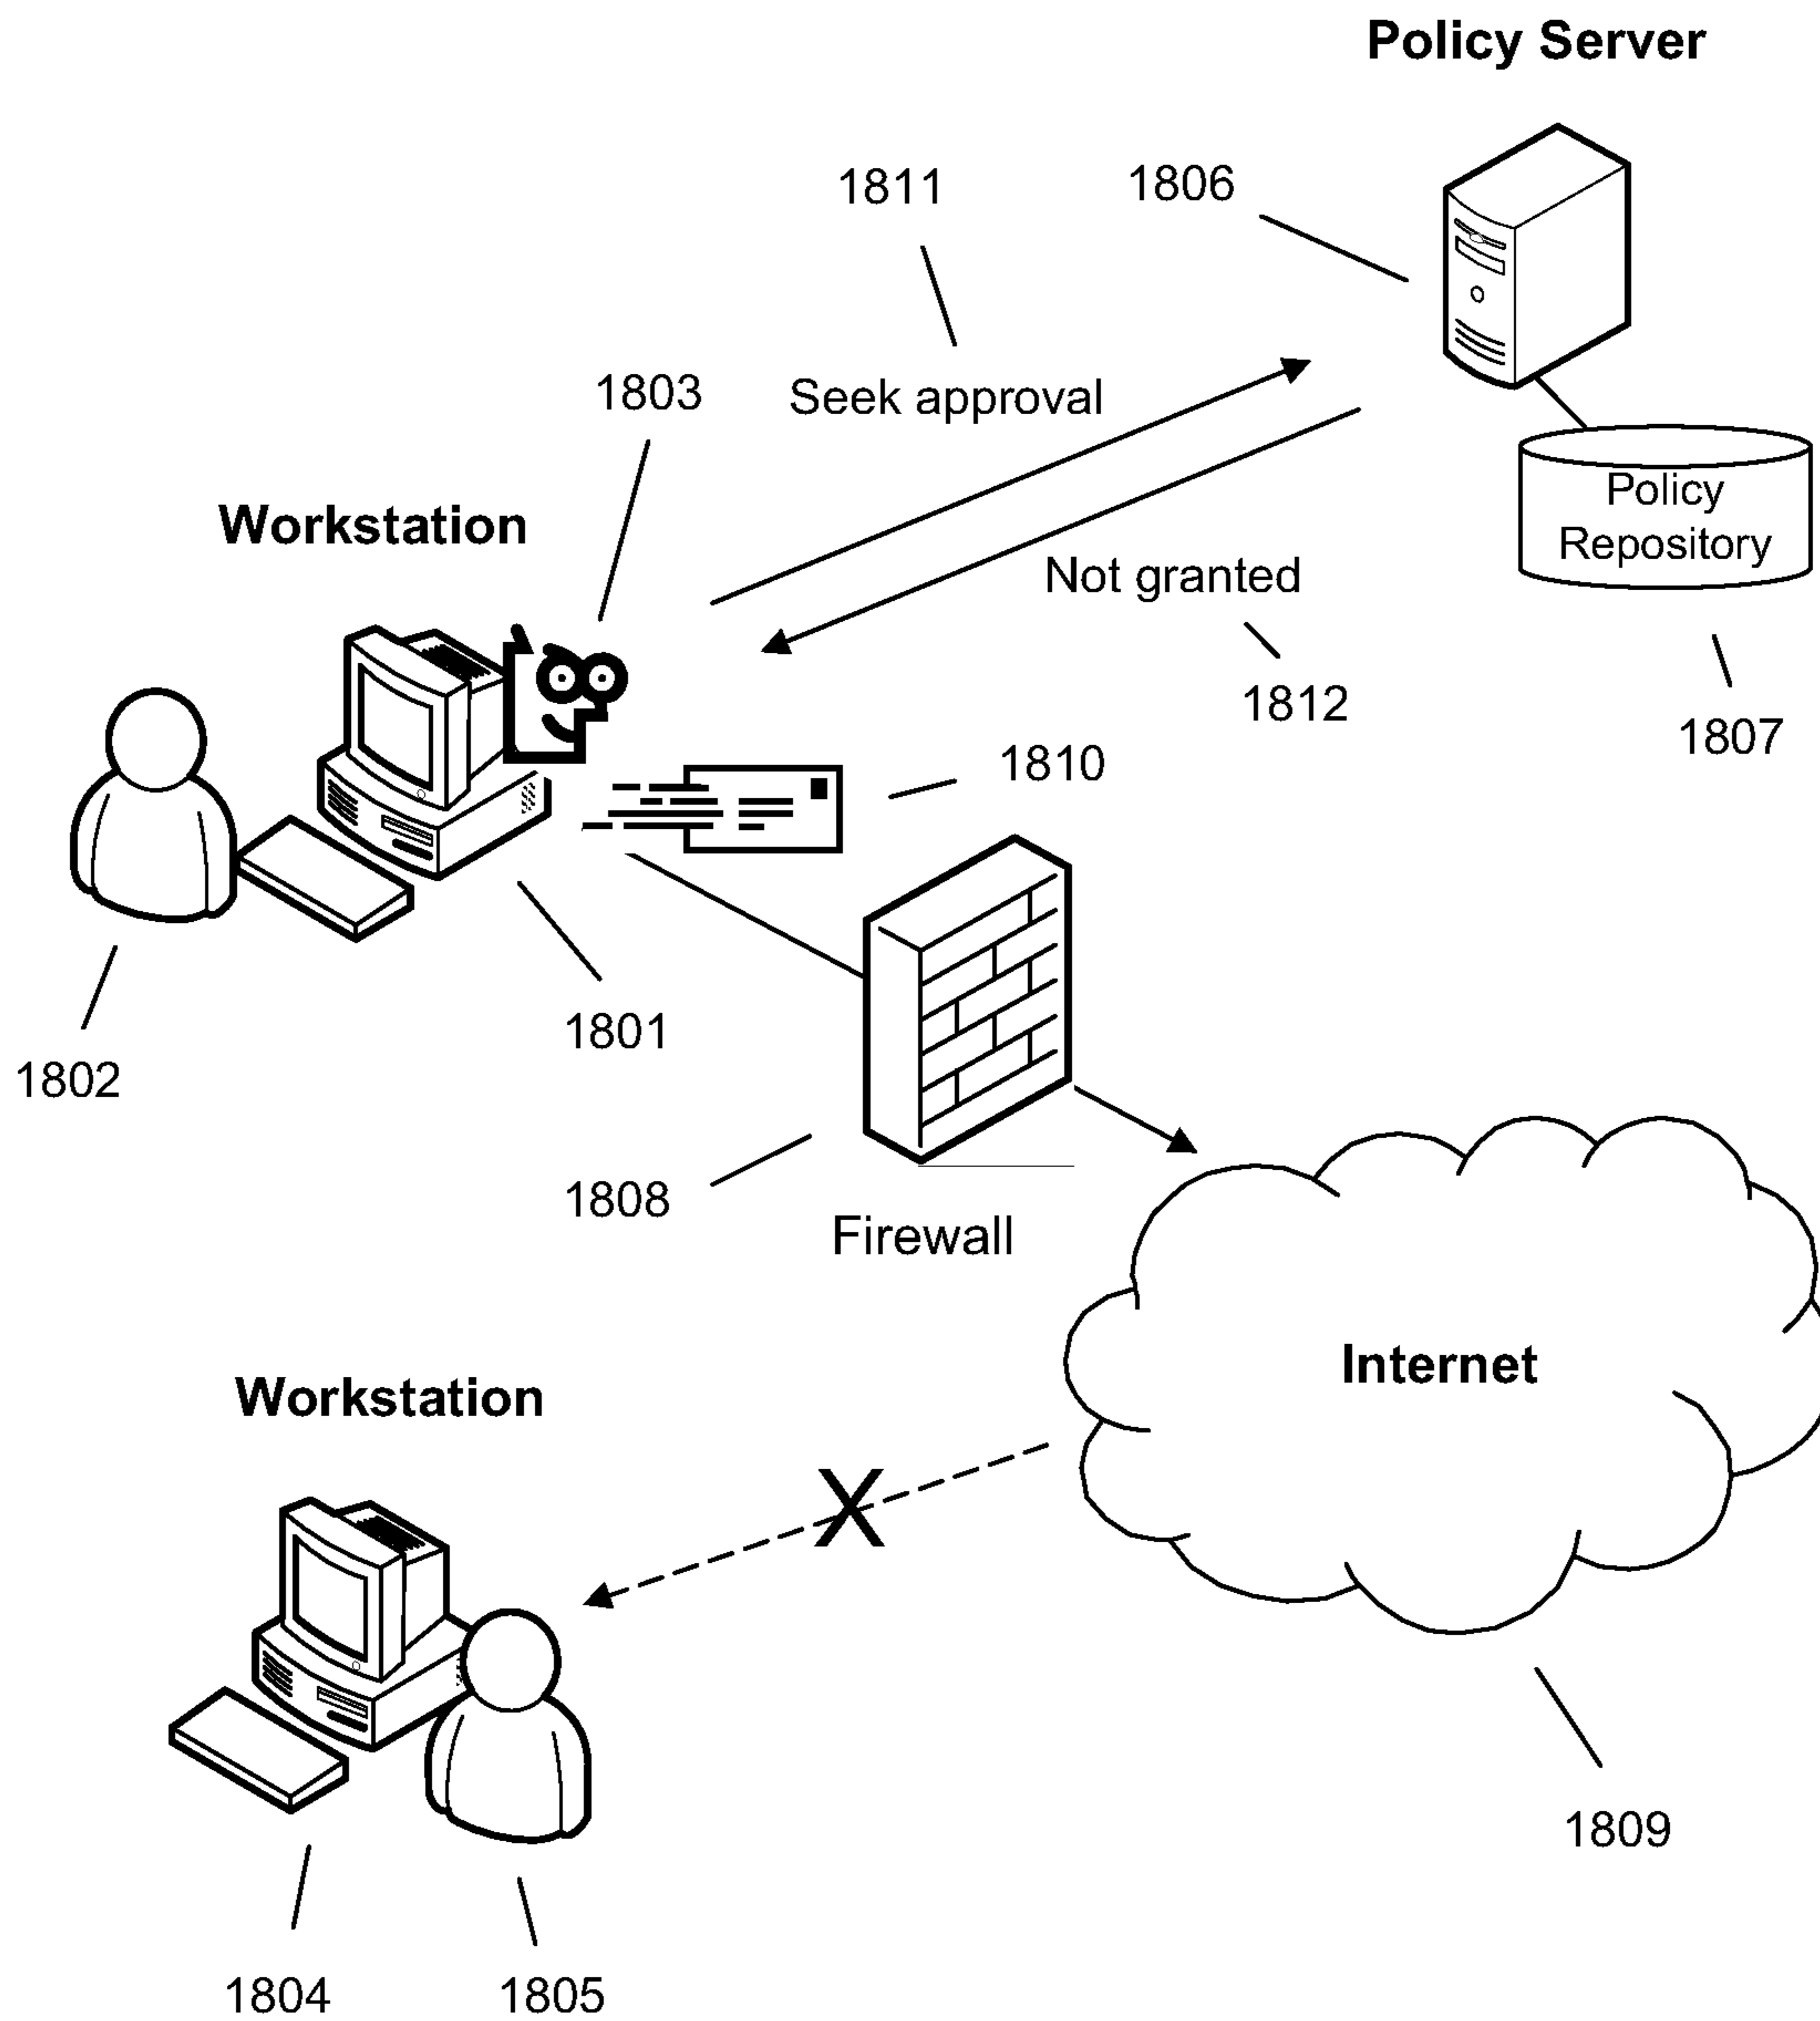 Policy Server
1811
1806
1803
Seek approval
Policy
Repository
Workstation
Not granted
1812
1807
1810
1801
1802
1808
Firewall
Internet
Workstation
X
1809
1804
1805